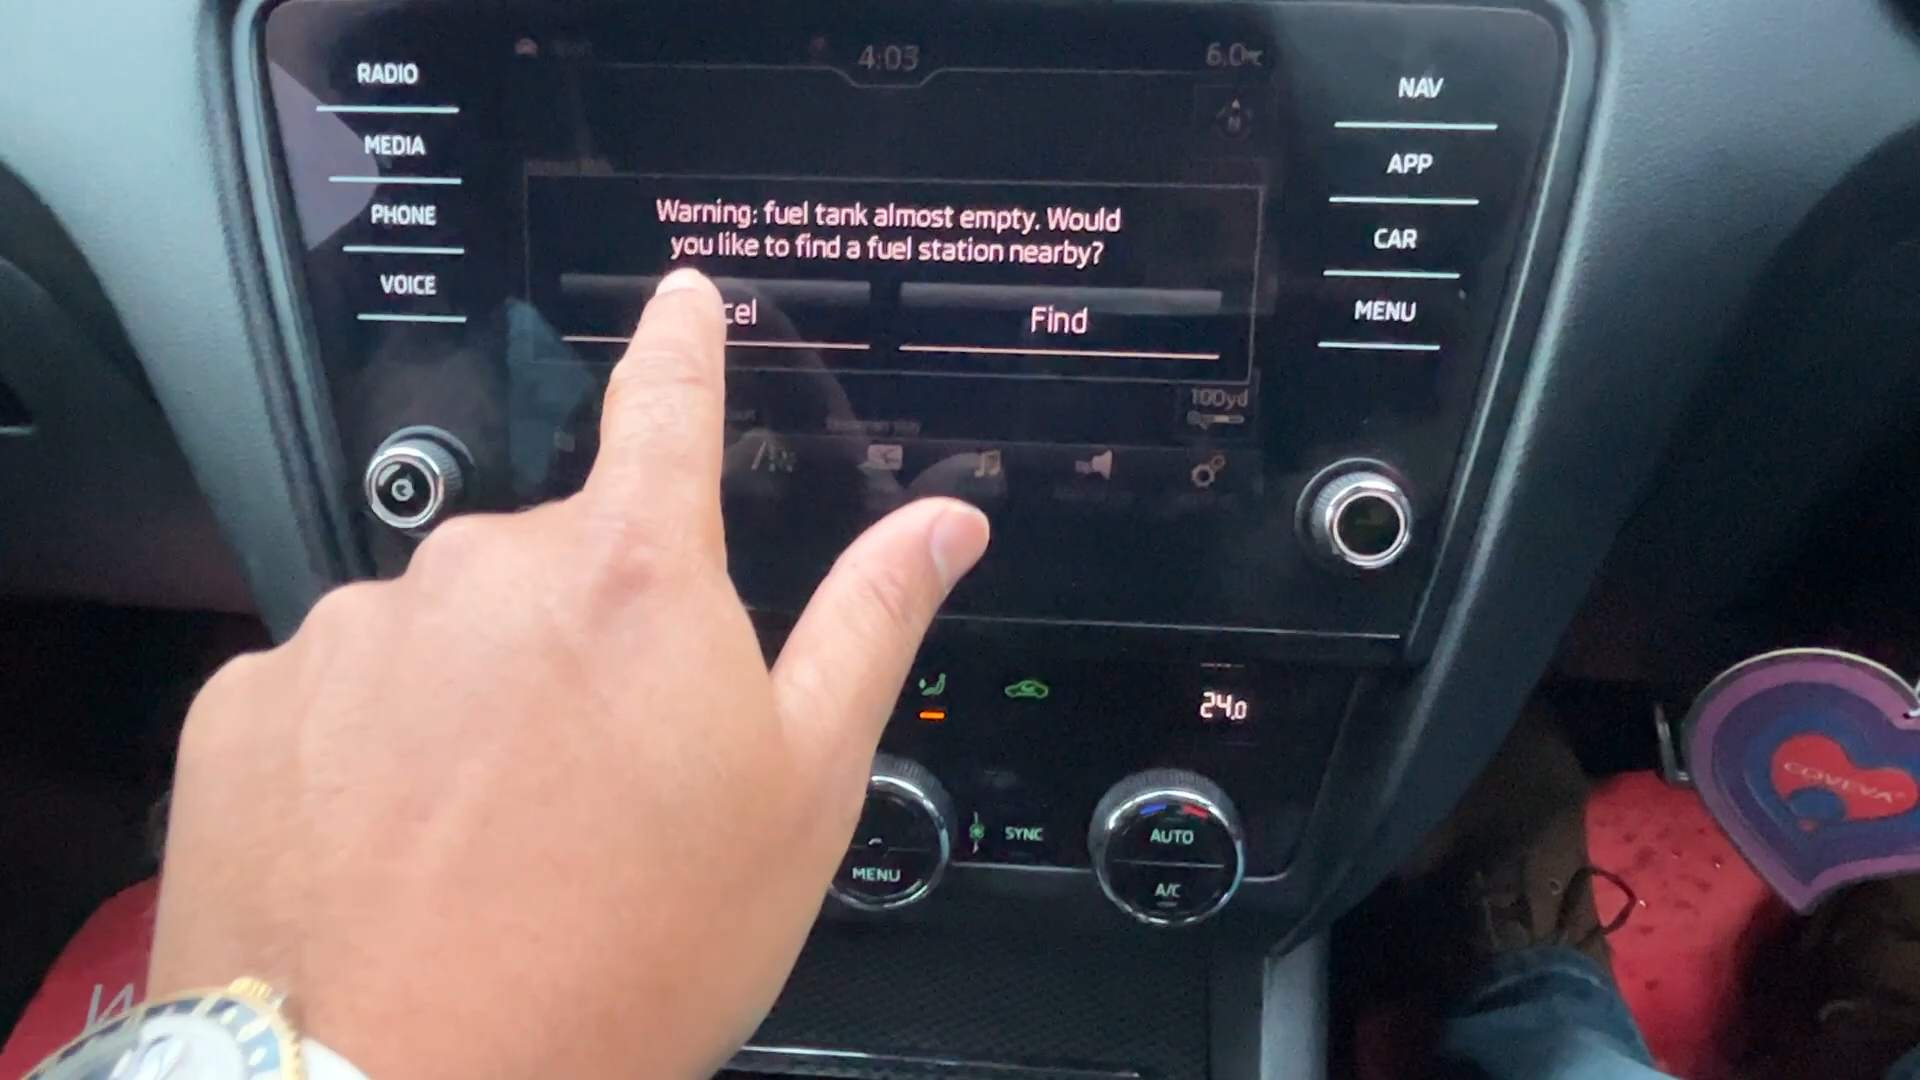 RADIO
MEDIA
PHONE
VOICE
4:03
6.0°C
N
Warning: fuel tank almost empty. Would
you like to find a fuel station nearby?
cel
Find
100yd
NAV
APP
CAR
MENU
24.0
SYNC
MENU
AUTO
A/C
COVEVA